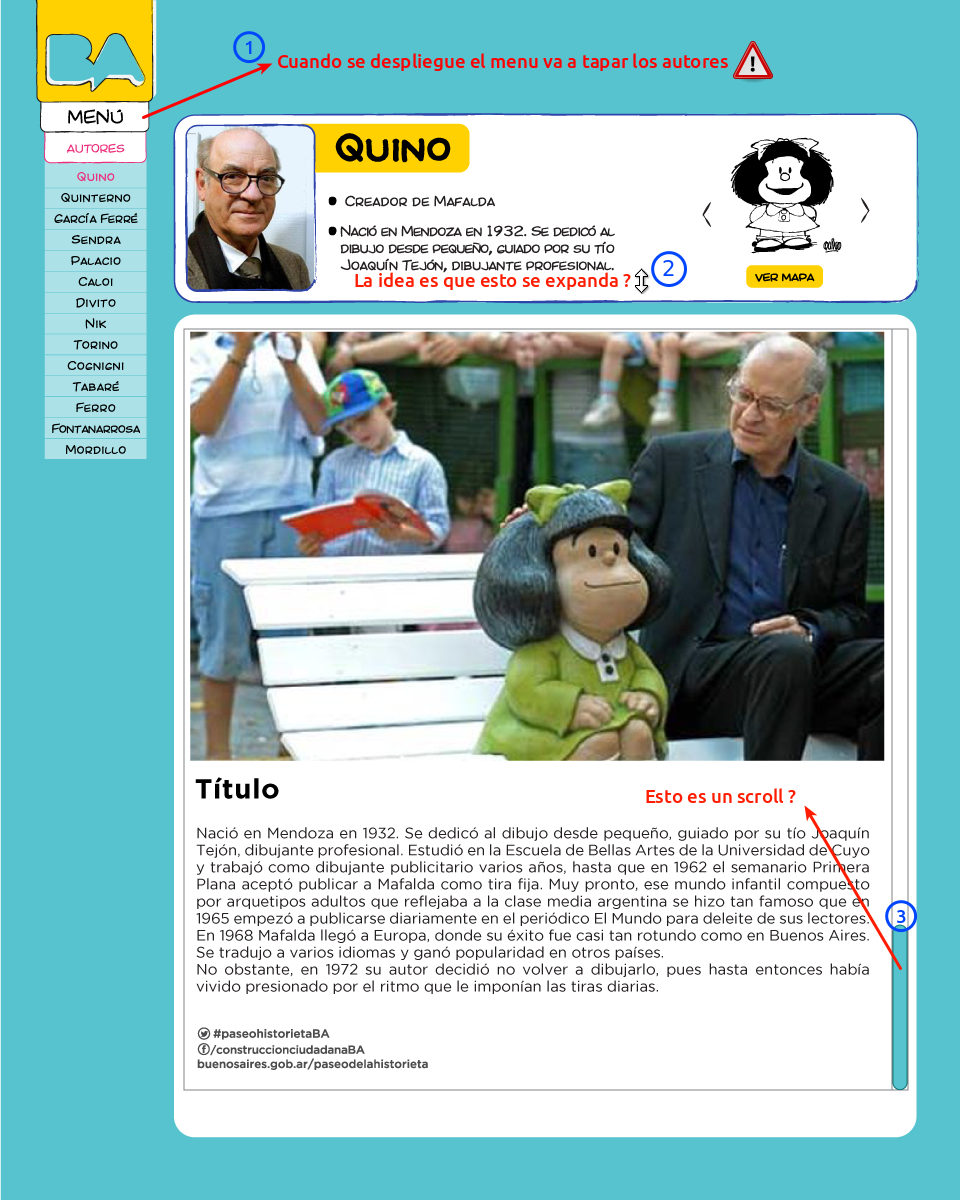 BA
1
Cuando se despliegue el menu va a tapar los autores
!
MENÚ
AUTORES
QUINO
QUINTERNO
GARCÍA FERRÉ
SENDRA
PALACIO
CALOI
DIVITO
NIK
TORINO
COGNIGNI
TABARÉ
FERRO
FONTANARROSA
MORDILLO
QUINO
• CREADOR DE MAFALDA
• NACIÓ EN MENDOZA EN 1932. SE DEDICÓ AL
DIBUJO DESDE PEQUEÑO, GUIADO POR SU TÍO
JOAQUÍN TEJÓN, DIBUJANTE PROFESIONAL.
La idea es que esto se expanda ?
2
VER MAPA
Título
Esto es un scroll ?
Nació en Mendoza en 1932. Se dedicó al dibujo desde pequeño, guiado por su tío Joaquín
Tejón, dibujante profesional. Estudió en la Escuela de Bellas Artes de la Universidad de Cuyo
y trabajó como dibujante publicitario varios años, hasta que en 1962 el semanario Primera
Plana aceptó publicar a Mafalda como tira fija. Muy pronto, ese mundo infantil compuesto
por arquetipos adultos que reflejaba a la clase media argentina se hizo tan famoso que en
1965 empezó a publicarse diariamente en el periódico El Mundo para deleite de sus lectores.
En 1968 Mafalda llegó a Europa, donde su éxito fue casi tan rotundo como en Buenos Aires.
Se tradujo a varios idiomas y ganó popularidad en otros países.
No obstante, en 1972 su autor decidió no volver a dibujarlo, pues hasta entonces había
vivido presionado por el ritmo que le imponían las tiras diarias.
3
#paseohistorietaBA
/construccionciudadanaBA
buenosaires.gob.ar/paseodelahistorieta